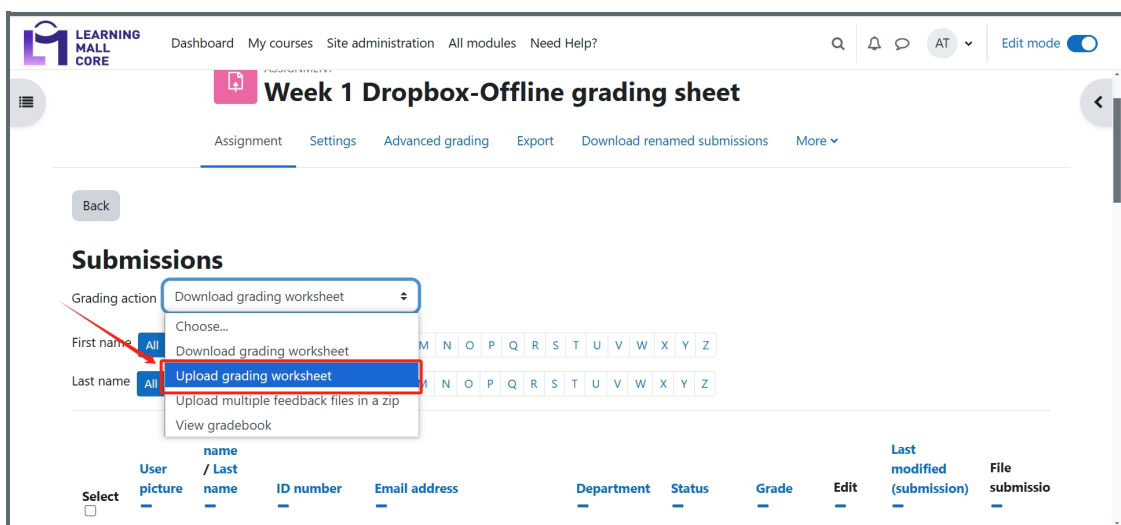 LEARNING
MALL
CORE
Dashboard My courses Site administration All modules Need Help?
AT
Edit mode
ASSIGNMENT
Week 1 Dropbox-Offline grading sheet
Assignment Settings Advanced grading Export Download renamed submissions More
Back
Submissions
Grading action Download grading worksheet
Choose...
First name All M N O P Q R S T U V W X Y Z
Download grading worksheet
Last name All M N O P Q R S T U V W X Y Z
Upload grading worksheet
Upload multiple feedback files in a zip
View gradebook
Select
User picture
name / Last name
ID number
Email address
Department
Status
Grade
Edit
Last modified (submission)
File submissio